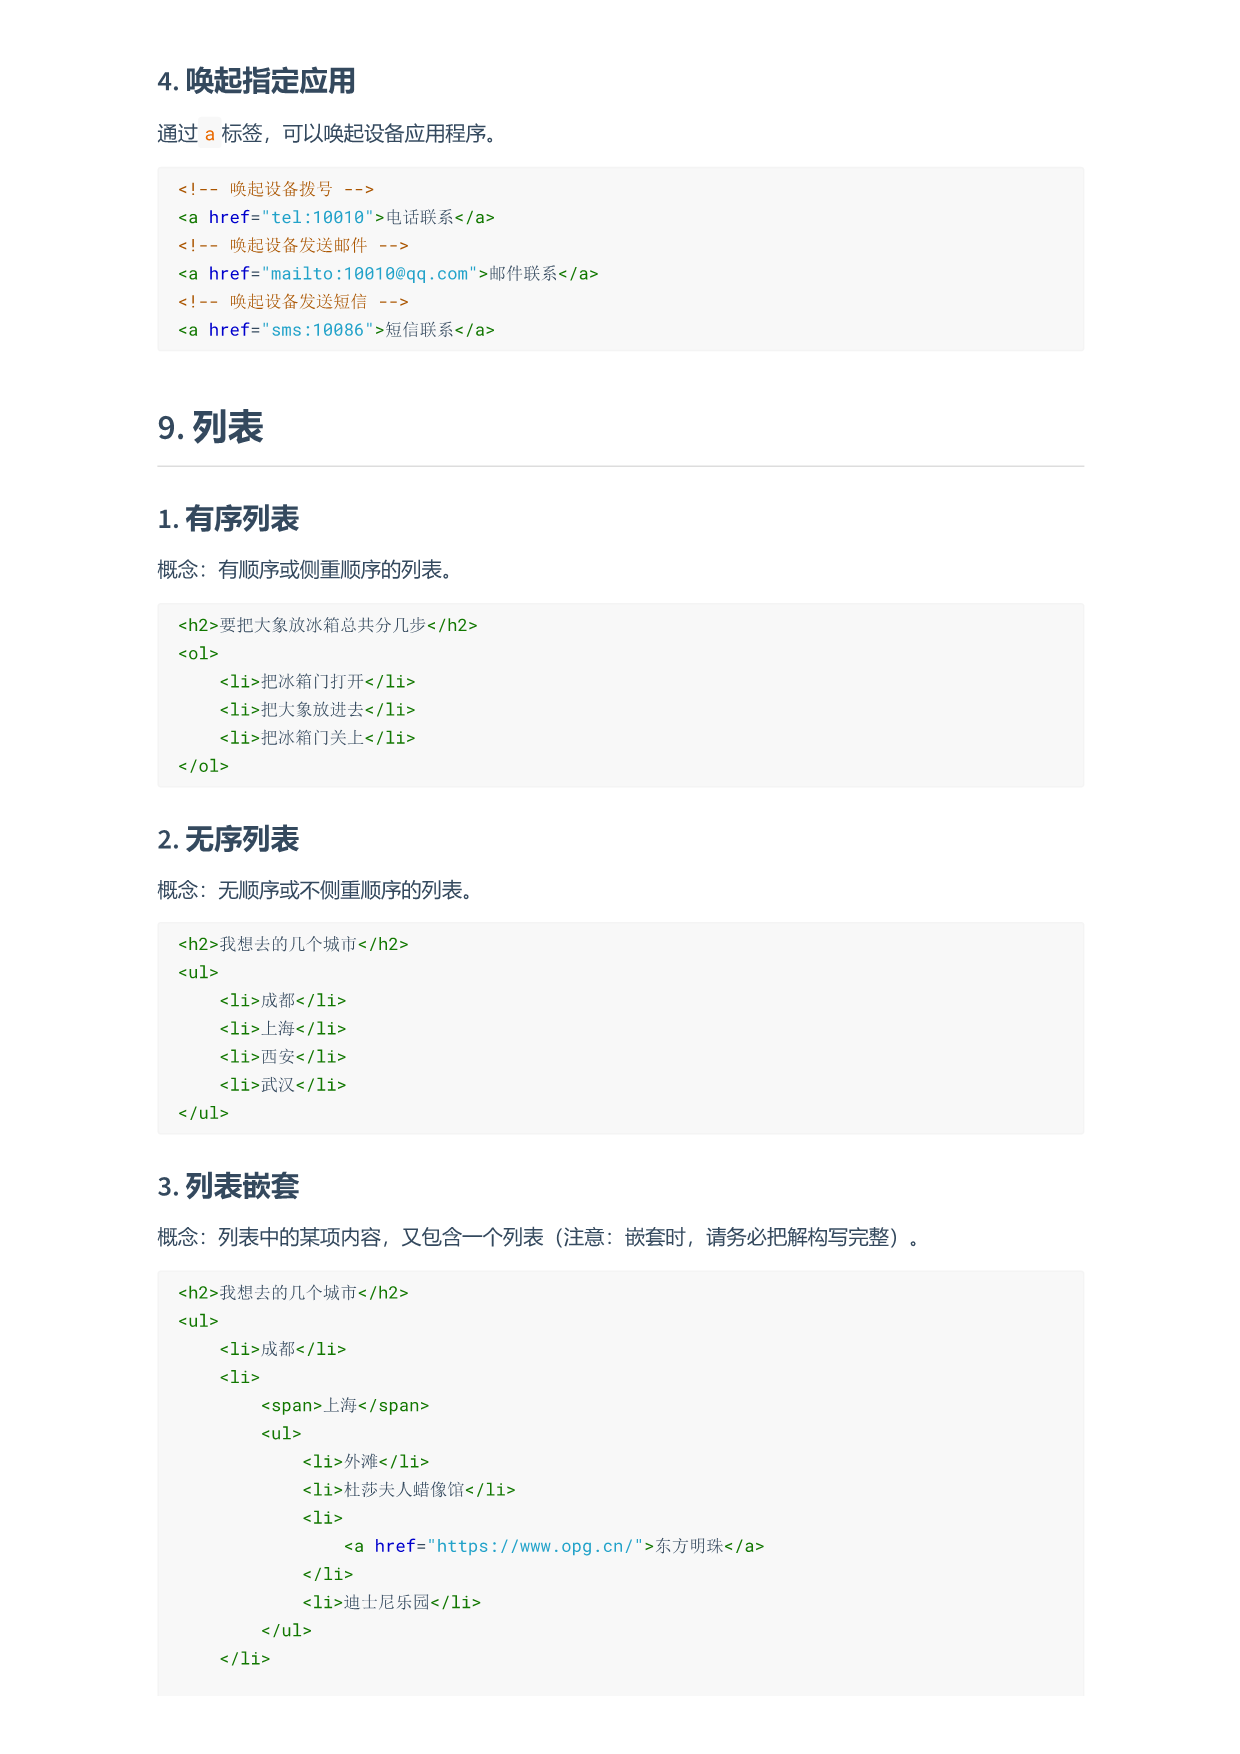 4. 唤起指定应用
通过 a 标签，可以唤起设备应用程序。
<!-- 唤起设备拨号 -->
<a href="tel:10010">电话联系</a>
<!-- 唤起设备发送邮件 -->
<a href="mailto:10010@qq.com">邮件联系</a>
<!-- 唤起设备发送短信 -->
<a href="sms:10086">短信联系</a>
9. 列表
1. 有序列表
概念：有顺序或侧重顺序的列表。
<h2>要把大象放冰箱总共分几步</h2>
<ol>
    <li>把冰箱门打开</li>
    <li>把大象放进去</li>
    <li>把冰箱门关上</li>
</ol>
2. 无序列表
概念：无顺序或不侧重顺序的列表。
<h2>我想去的几个城市</h2>
<ul>
    <li>成都</li>
    <li>上海</li>
    <li>西安</li>
    <li>武汉</li>
</ul>
3. 列表嵌套
概念：列表中的某项内容，又包含一个列表（注意：嵌套时，请务必把解构写完整）。
<h2>我想去的几个城市</h2>
<ul>
    <li>成都</li>
    <li>
        <span>上海</span>
        <ul>
            <li>外滩</li>
            <li>杜莎夫人蜡像馆</li>
            <li>
                <a href="https://www.opg.cn/">东方明珠</a>
            </li>
            <li>迪士尼乐园</li>
        </ul>
    </li>